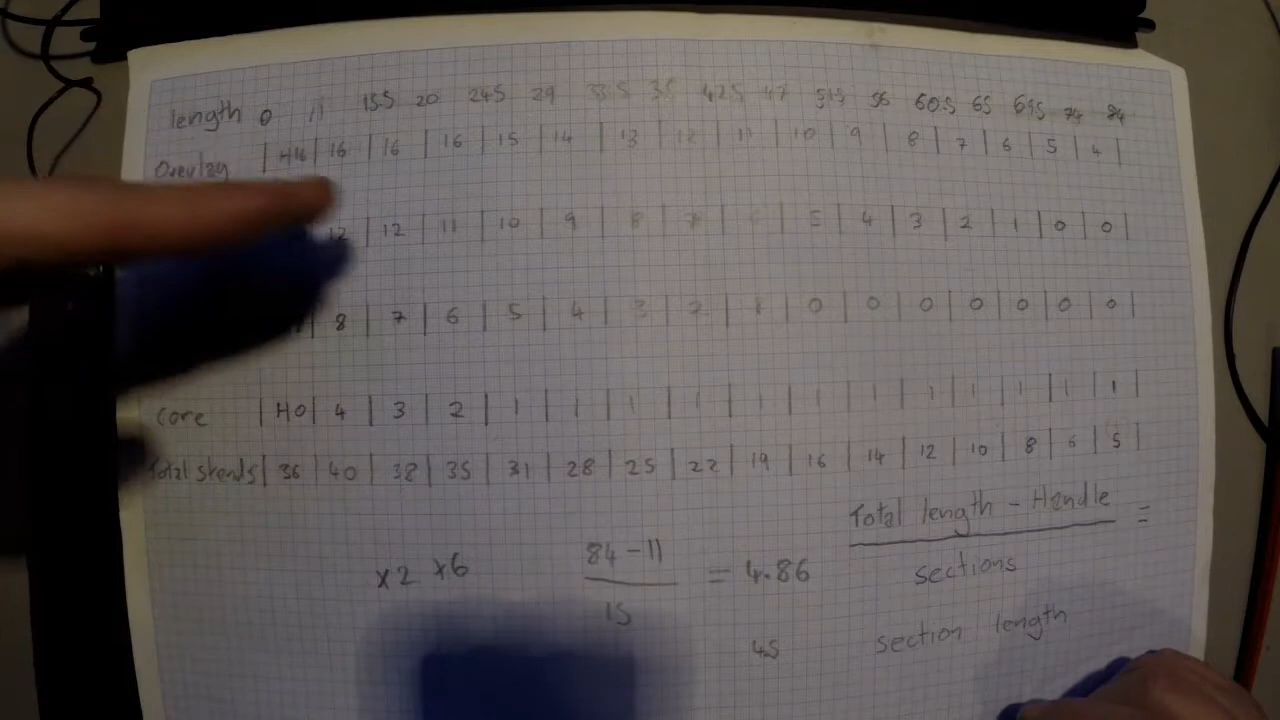 length 0 11 15.5 20 24.5 29 33.5 38 42.5 47 51.5 56 60.5 65 69.5 74 84
Overlay | H16 | 16 | 16 | 16 | 15 | 14 | 13 | 12 | 11 | 10 | 9 | 8 | 7 | 6 | 5 | 4 |
12 | 12 | 11 | 10 | 9 | 8 | 7 | 6 | 5 | 4 | 3 | 2 | 1 | 0 | 0 |
8 | 7 | 6 | 5 | 4 | 3 | 2 | 1 | 0 | 0 | 0 | 0 | 0 | 0 | 0 |
Core | H0 | 4 | 3 | 2 | 1 | 1 | 1 | 1 | 1 | 1 | 1 | 1 | 1 | 1 | 1 | 1 |
Total strends | 36 | 40 | 38 | 35 | 31 | 28 | 25 | 22 | 19 | 16 | 14 | 12 | 10 | 8 | 6 | 5 |
Total length - Handle =
sections
x2 x6
84 - 11 = 4.86
15
45
section length